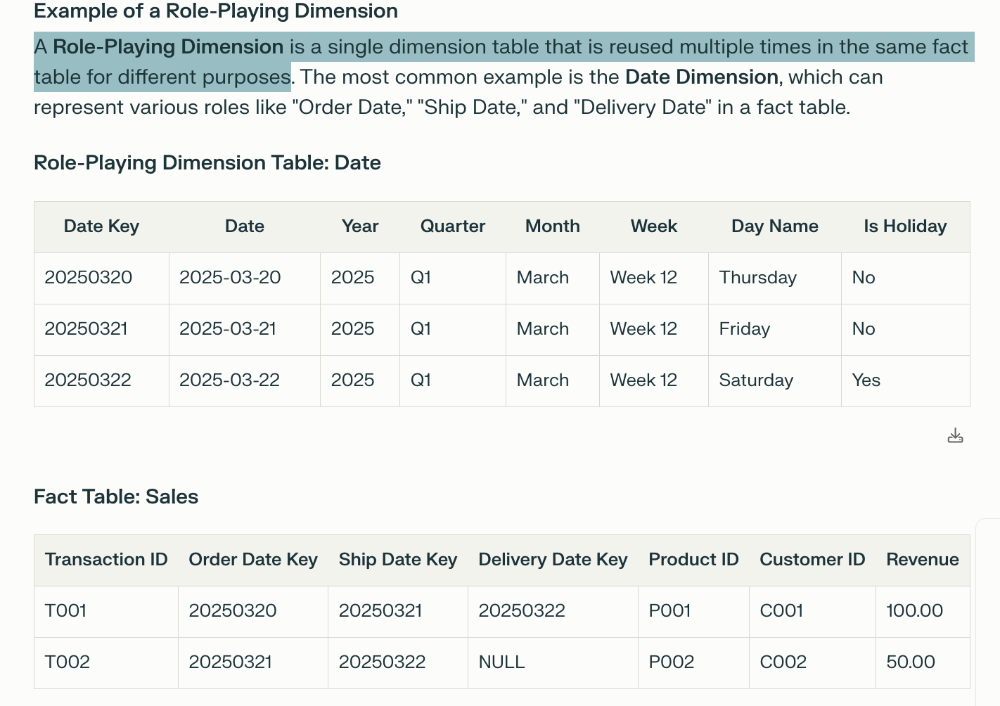 Example of a Role-Playing Dimension
A Role-Playing Dimension is a single dimension table that is reused multiple times in the same fact
table for different purposes. The most common example is the Date Dimension, which can
represent various roles like "Order Date," "Ship Date," and "Delivery Date" in a fact table.
Role-Playing Dimension Table: Date
Date Key Date Year Quarter Month Week Day Name Is Holiday
20250320 2025-03-20 2025 Q1 March Week 12 Thursday No
20250321 2025-03-21 2025 Q1 March Week 12 Friday No
20250322 2025-03-22 2025 Q1 March Week 12 Saturday Yes
Fact Table: Sales
Transaction ID Order Date Key Ship Date Key Delivery Date Key Product ID Customer ID Revenue
T001 20250320 20250321 20250322 P001 C001 100.00
T002 20250321 20250322 NULL P002 C002 50.00